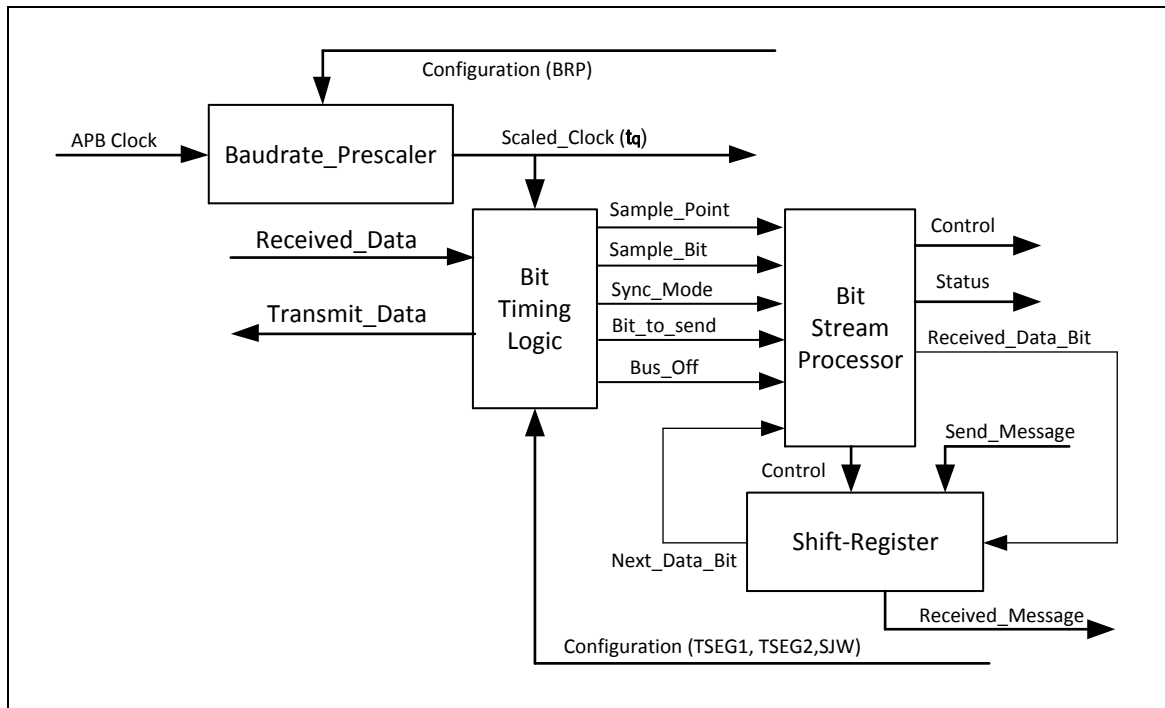 Configuration (BRP)
APB Clock
Baudrate_Prescaler
Scaled_Clock (tq)
Received_Data
Transmit_Data
Bit
Timing
Logic
Sample_Point
Sample_Bit
Sync_Mode
Bit_to_send
Bus_Off
Bit
Stream
Processor
Control
Status
Received_Data_Bit
Send_Message
Control
Shift-Register
Next_Data_Bit
Received_Message
Configuration (TSEG1, TSEG2,SJW)